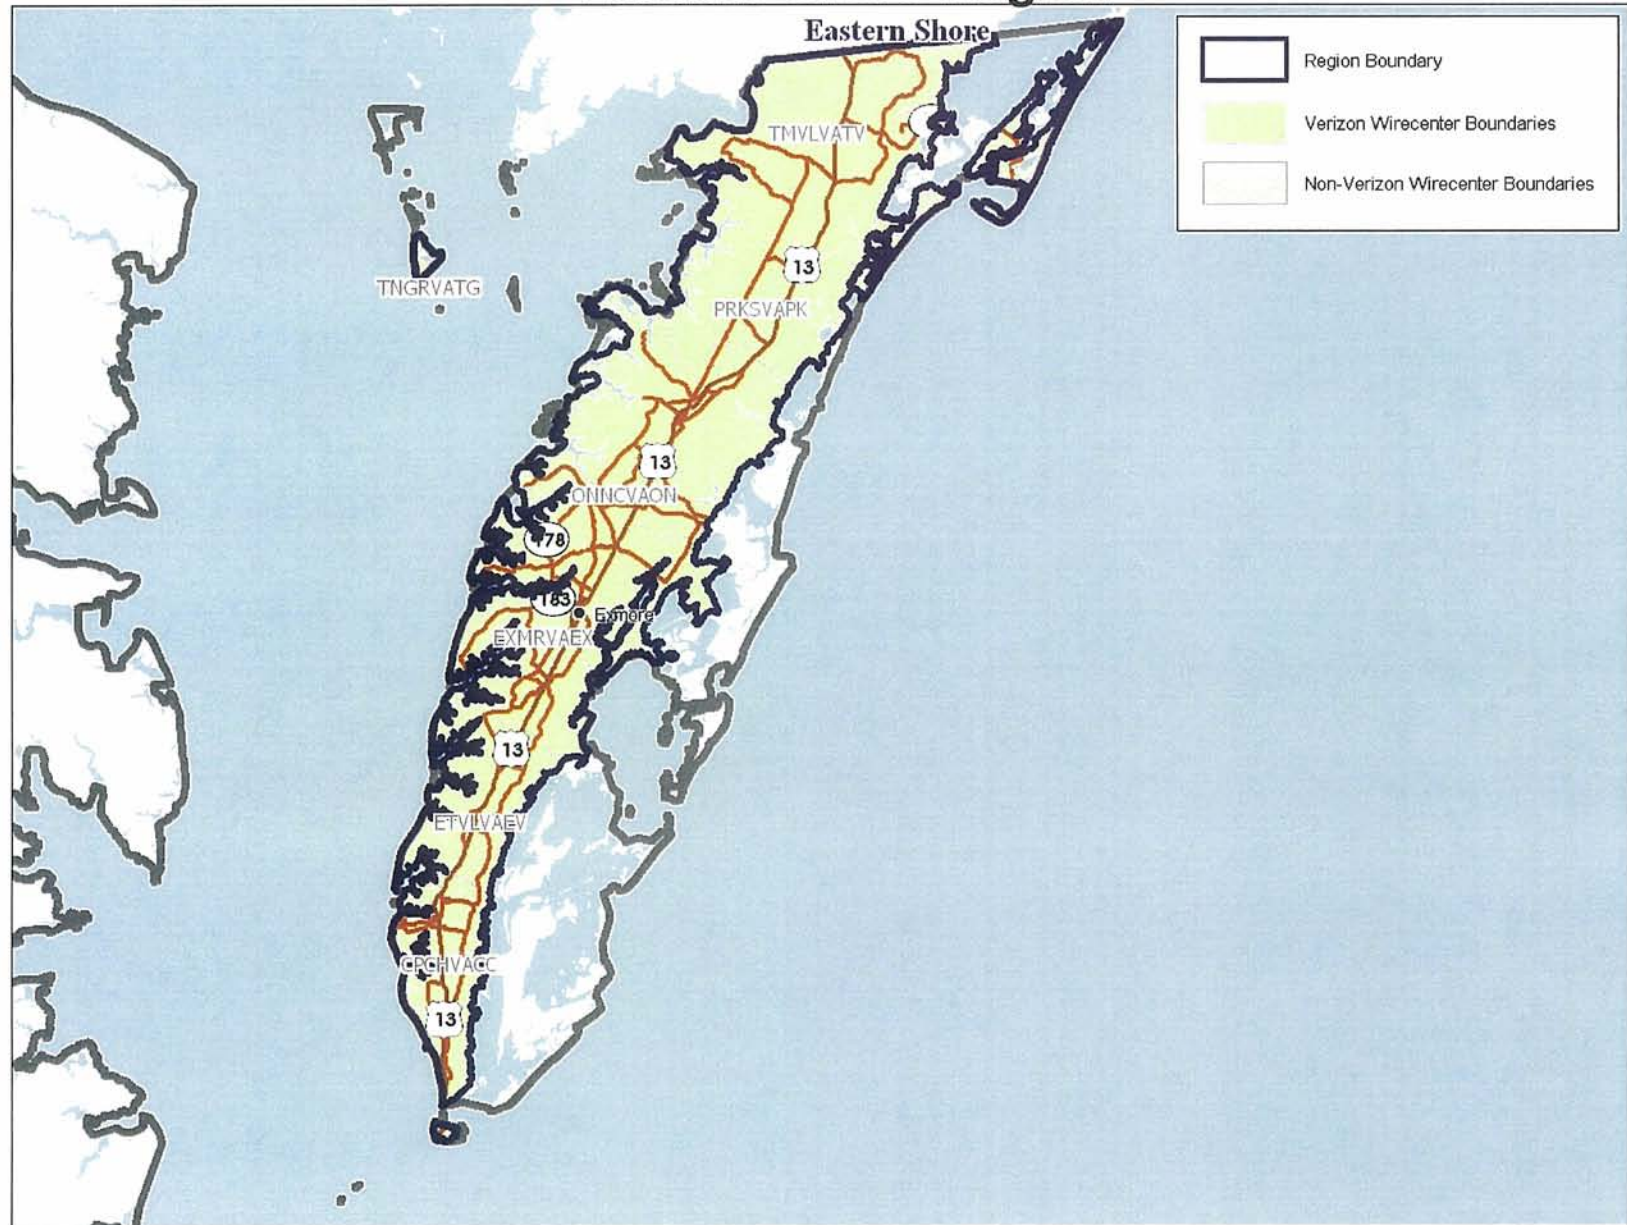 Eastern Shore
Region Boundary
Verizon Wirecenter Boundaries
Non-Verizon Wirecenter Boundaries
TMVLVATV
13
TNGRVATG
PRKSVAPK
13
ONNCVAON
178
183
Exmore
EXMRVAEX
13
ETVLVAEV
CPCHVACC
13